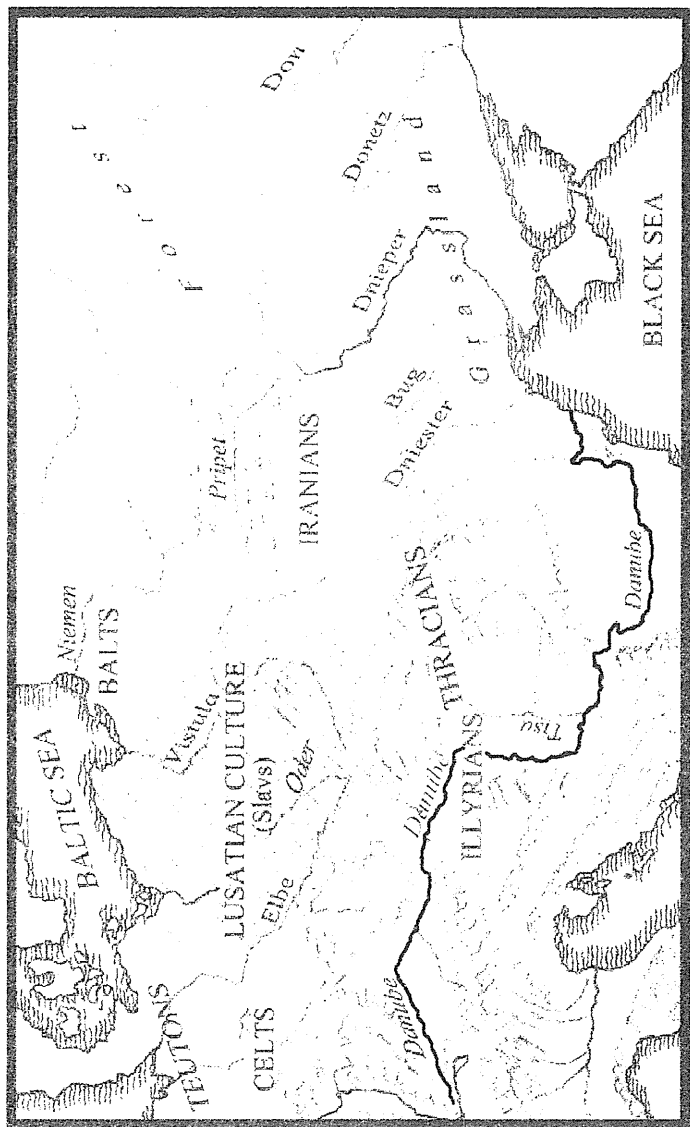 BALTIC SEA
Niemen
BALTS
Forest
TEUTONS
Vistula
Pripet
LUSATIAN CULTURE
(Slavs)
CELTS
Elbe
Oder
IRANIANS
Don
Dnieper
Donetz
Bug
Dniester
Danube
Danube
THRACIANS
Grassland
ILLYRIANS
Tisa
Danube
BLACK SEA